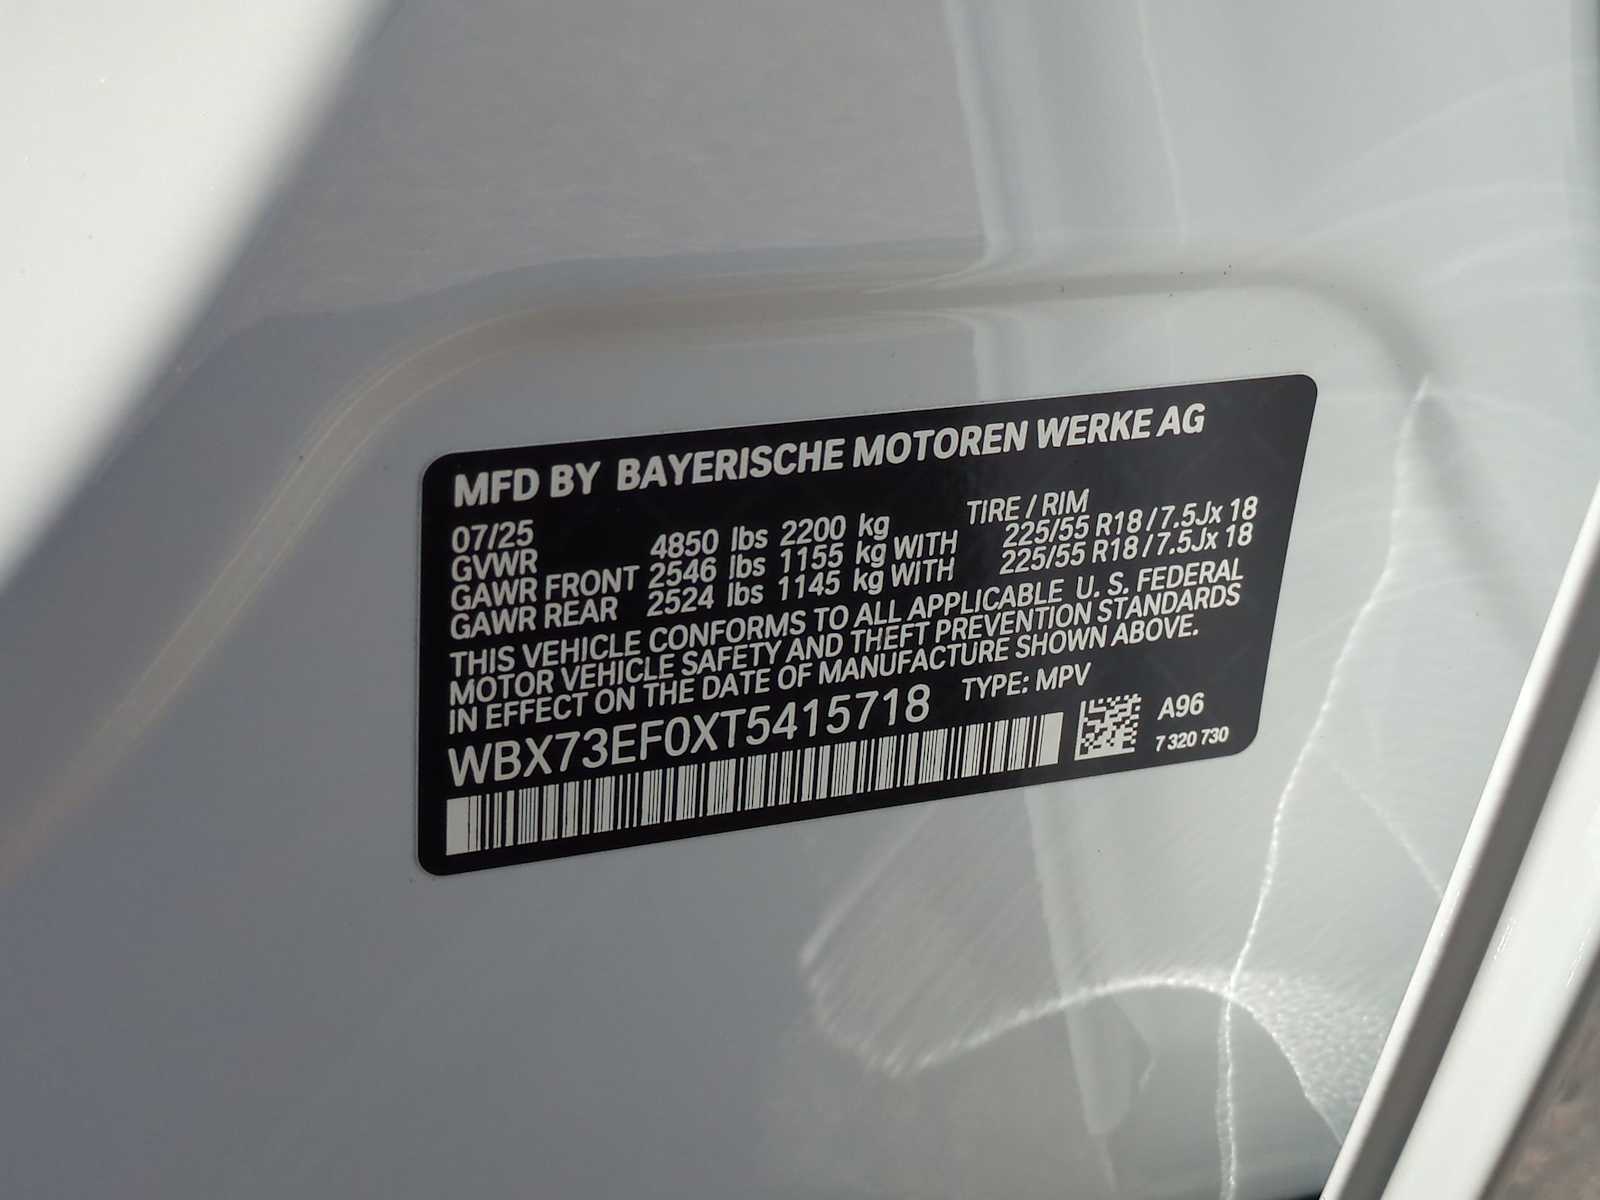 MFD BY BAYERISCHE MOTOREN WERKE AG
07/25 TIRE / RIM
GVWR 4850 lbs 2200 kg
GAWR FRONT 2546 lbs 1155 kg WITH 225/55 R18 / 7.5Jx 18
GAWR REAR 2524 lbs 1145 kg WITH 225/55 R18 / 7.5Jx 18
THIS VEHICLE CONFORMS TO ALL APPLICABLE U. S. FEDERAL
MOTOR VEHICLE SAFETY AND THEFT PREVENTION STANDARDS
IN EFFECT ON THE DATE OF MANUFACTURE SHOWN ABOVE.
WBX73EF0XT5415718 TYPE: MPV
A96
7 320 730